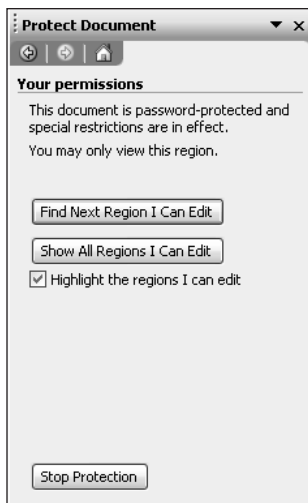 Protect Document
Your permissions
This document is password-protected and
special restrictions are in effect.
You may only view this region.
Find Next Region I Can Edit
Show All Regions I Can Edit
Highlight the regions I can edit
Stop Protection